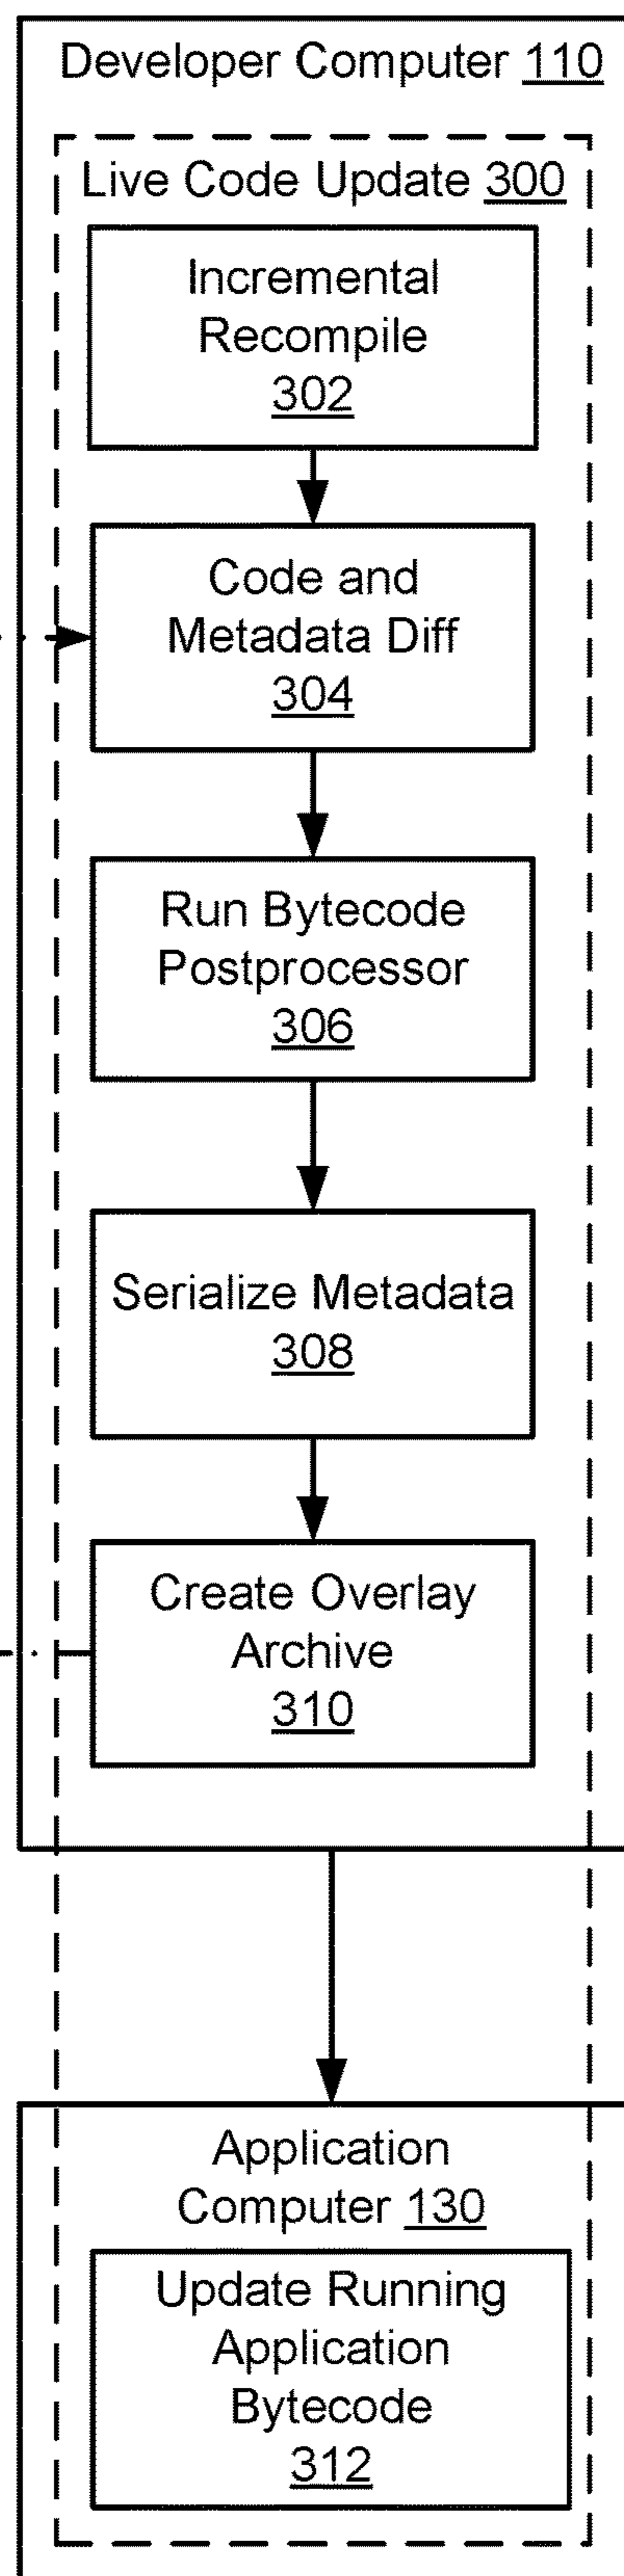 Developer Computer 110
Live Code Update 300
Incremental
Recompile
302
Code and
Metadata Diff
304
Run Bytecode
Postprocessor
306
Serialize Metadata
308
Create Overlay
Archive
310
Application
Computer 130
Update Running
Application
Bytecode
312